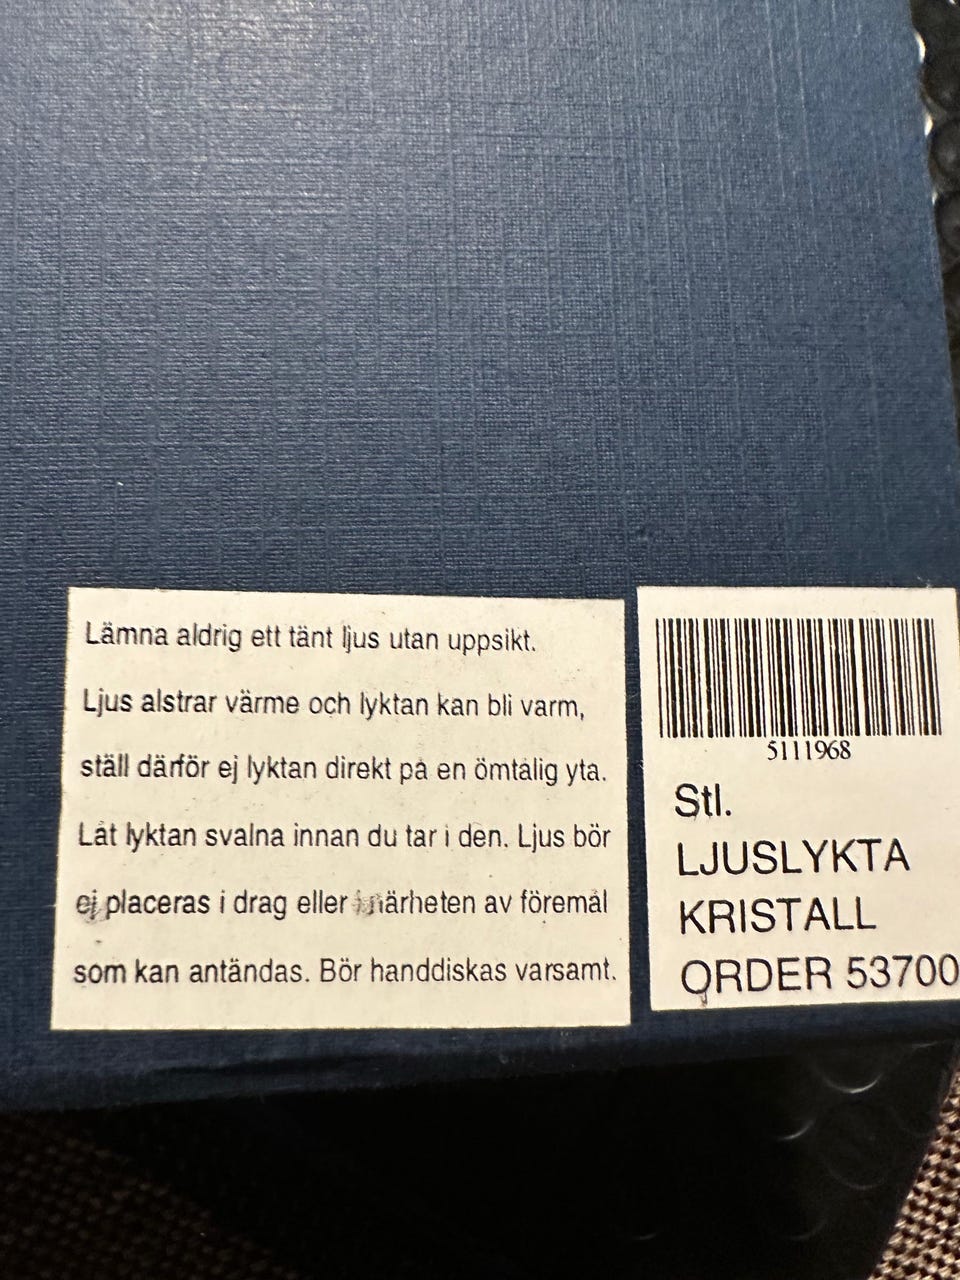 Lämna aldrig ett tänt ljus utan uppsikt.
Ljus alstrar värme och lyktan kan bli varm,
ställ därför ej lyktan direkt på en ömtålig yta.
Låt lyktan svalna innan du tar i den. Ljus bör
ej placeras i drag eller i närheten av föremål
som kan antändas. Bör handdiskas varsamt.
5111968
Stl.
LJUSLYKTA
KRISTALL
ORDER 53700